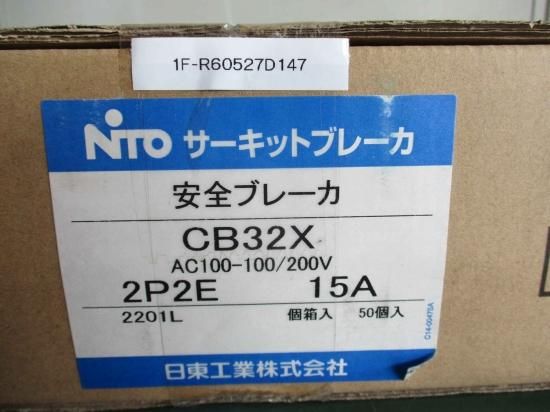 1F-R60527D147
NITO サーキットブレーカ
安全ブレーカ
CB32X
AC100-100/200V
2P2E 15A
2201L 個箱入 50個入
C14-00470A
日東工業株式会社